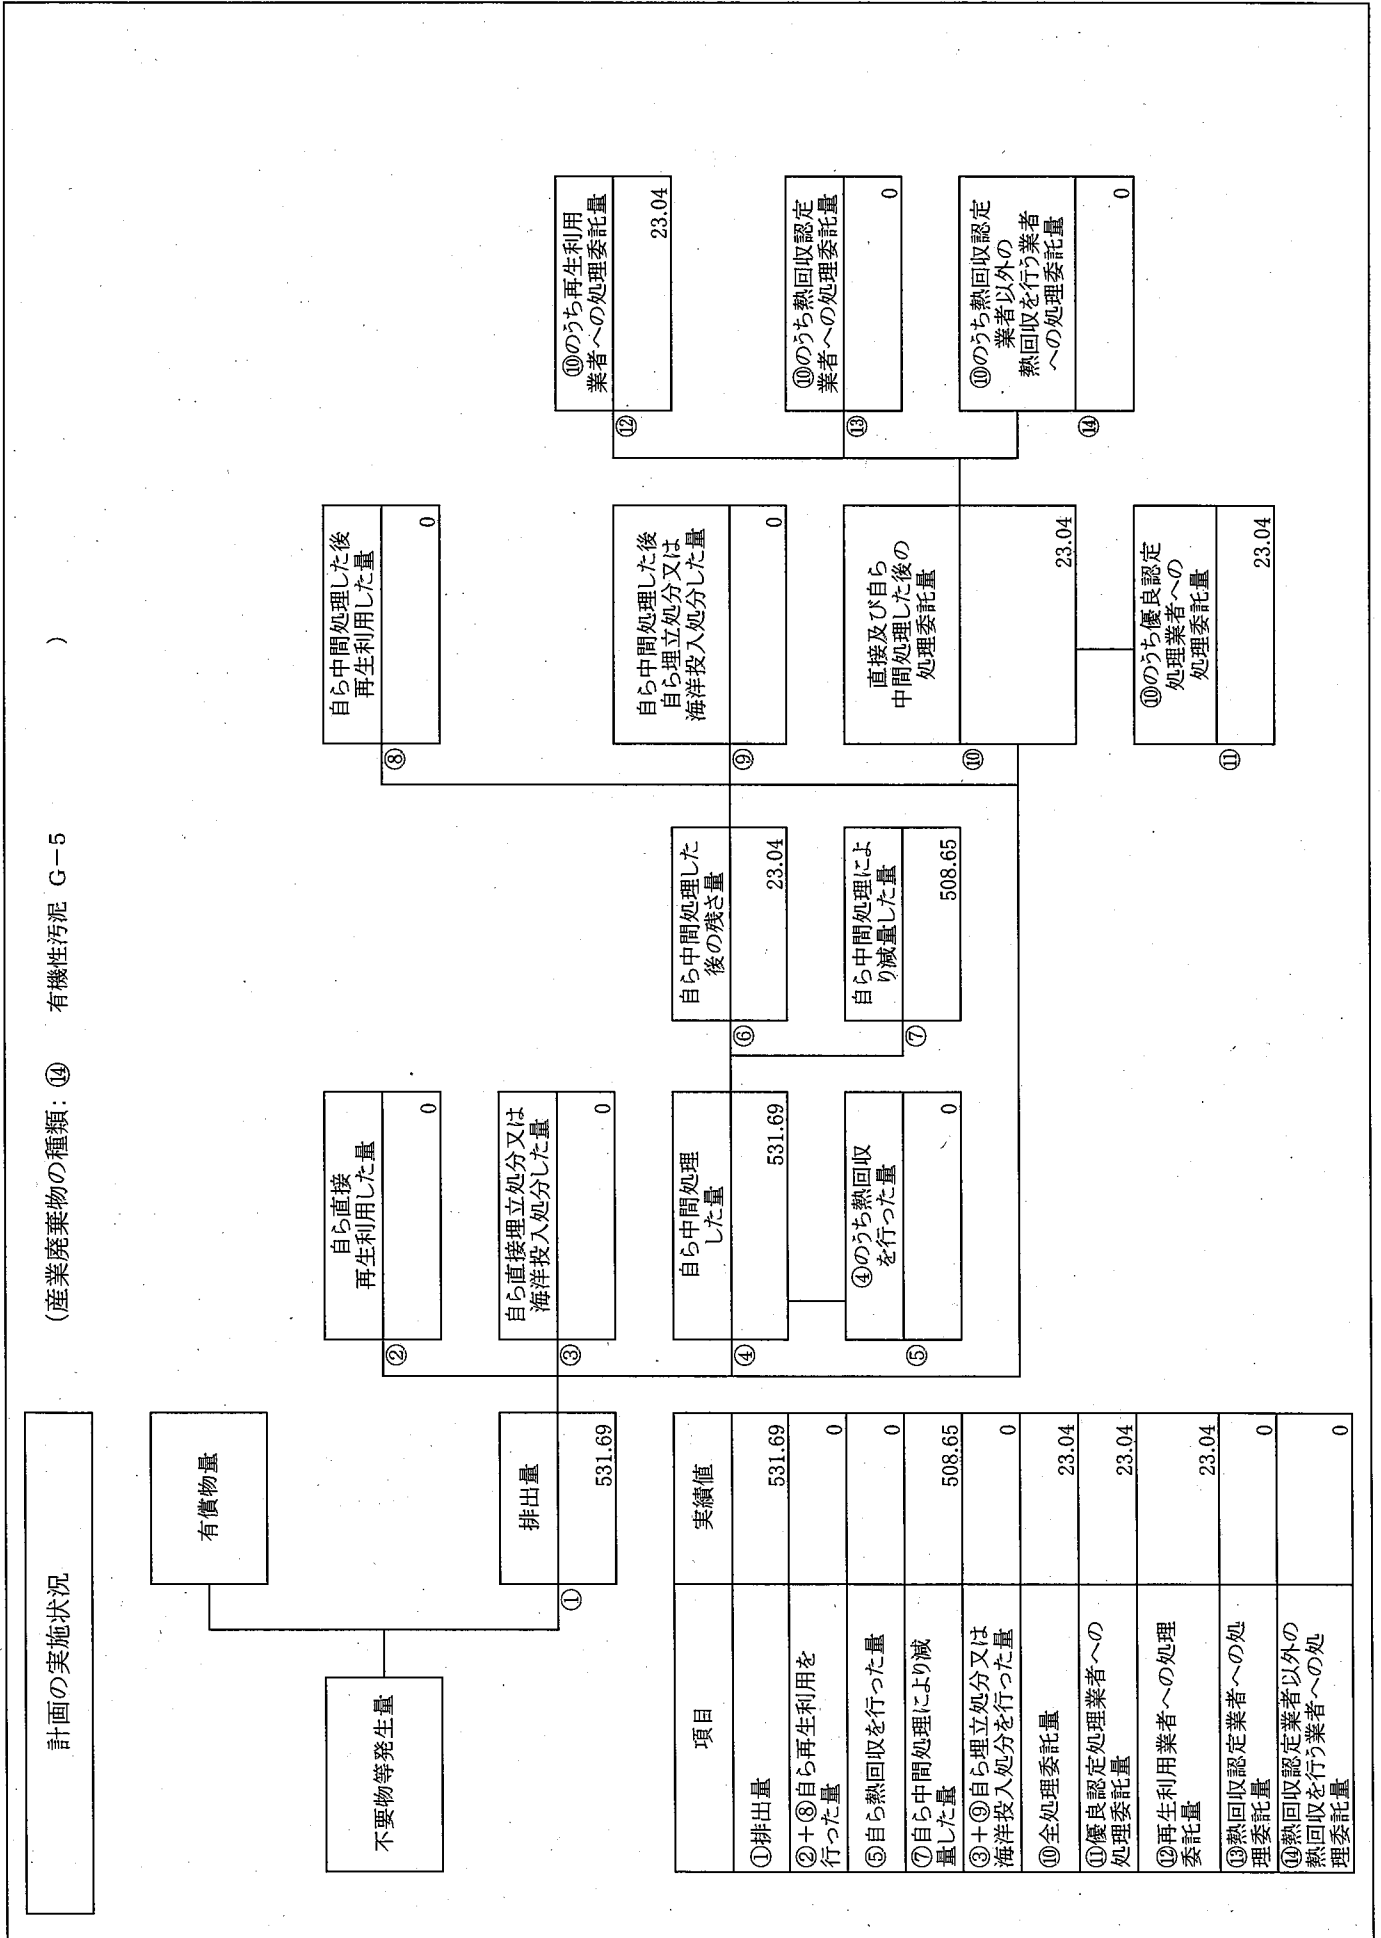 計画の実施状況
(産業廃棄物の種類: ⑭ 有機性汚泥 G-5 )
不要物等発生量
有償物量
①
排出量
531.69
②
自ら直接
再生利用した量
0
③
自ら直接埋立処分又は
海洋投入処分した量
0
④
自ら中間処理
した量
531.69
⑤
④のうち熱回収
を行った量
0
⑥
自ら中間処理した
後の残さ量
23.04
⑦
自ら中間処理によ
り減量した量
508.65
⑧
自ら中間処理した後
再生利用した量
0
⑨
自ら中間処理した後
自ら埋立処分又は
海洋投入処分した量
0
⑩
直接及び自ら
中間処理した後の
処理委託量
23.04
⑪
⑩のうち優良認定
処理業者への
処理委託量
23.04
⑫
⑩のうち再生利用
業者への処理委託量
23.04
⑬
⑩のうち熱回収認定
業者への処理委託量
0
⑭
⑩のうち熱回収認定
業者以外の
熱回収を行う業者
への処理委託量
0
項目 実績値
①排出量 531.69
②+⑧自ら再生利用を
行った量 0
⑤自ら熱回収を行った量 0
⑦自ら中間処理により減
量した量 508.65
③+⑨自ら埋立処分又は
海洋投入処分を行った量 0
⑩全処理委託量 23.04
⑪優良認定処理業者への
処理委託量 23.04
⑫再生利用業者への処理
委託量 23.04
⑬熱回収認定業者への処
理委託量 0
⑭熱回収認定業者以外の
熱回収を行う業者への処
理委託量 0